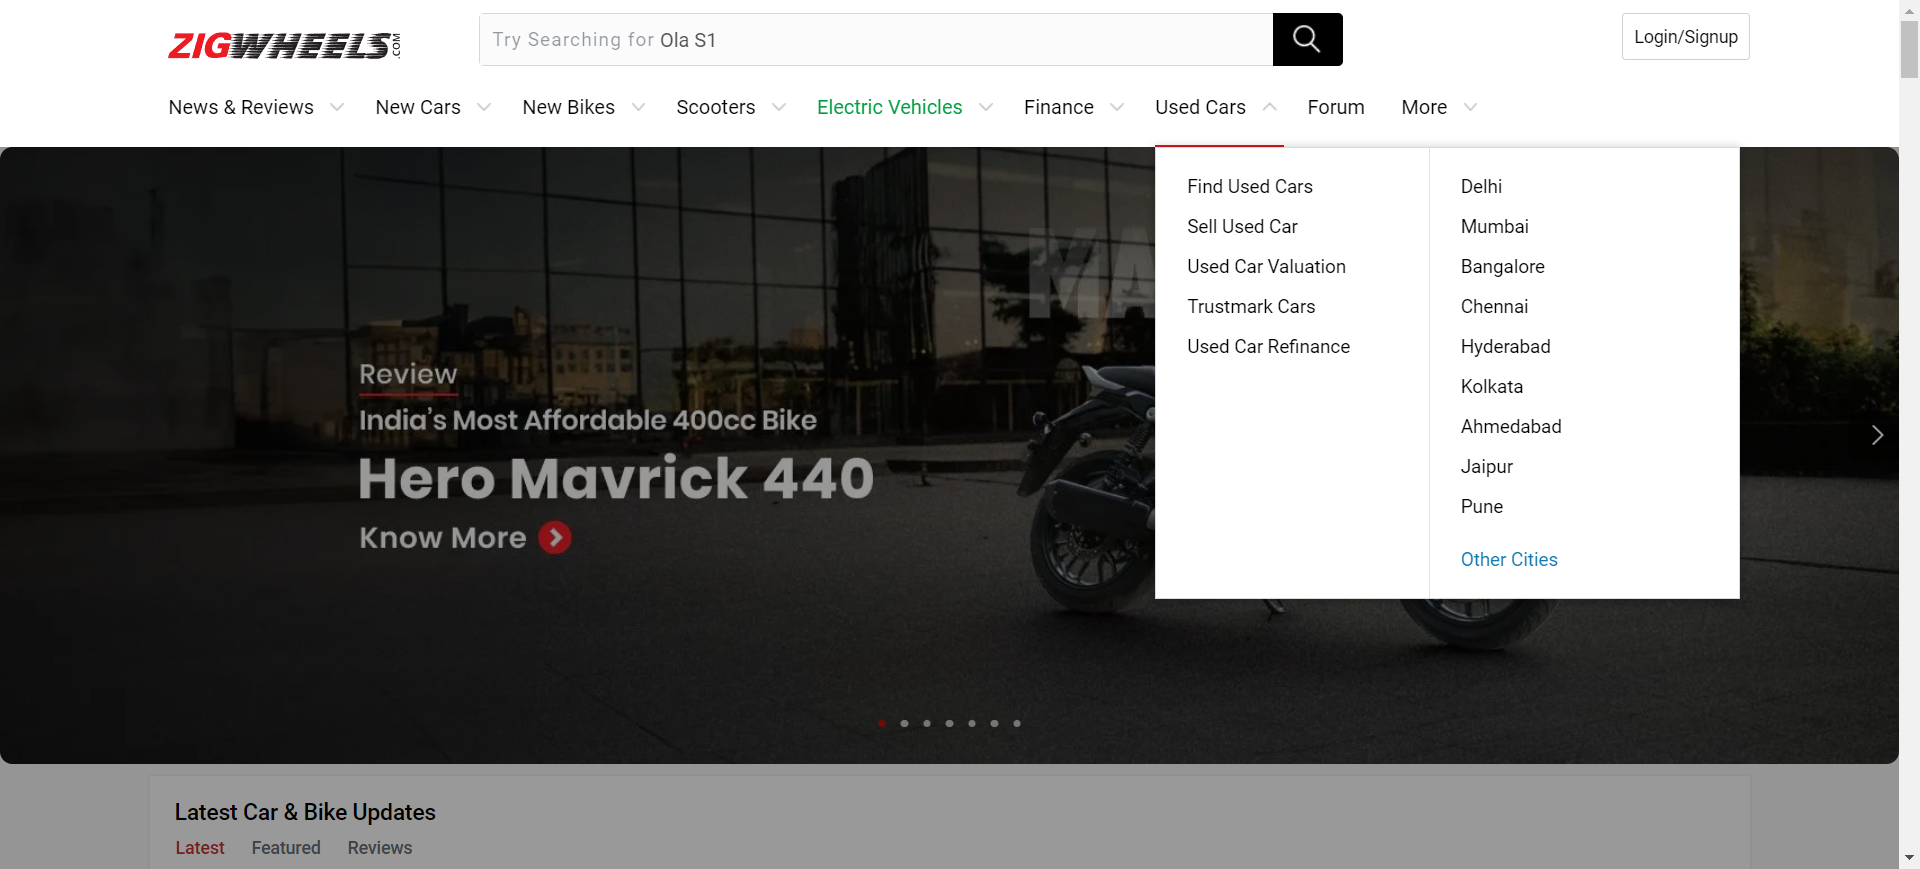 ZIGWHEELS.COM
Try Searching for Ola S1
Login/Signup
News & Reviews
New Cars
New Bikes
Scooters
Electric Vehicles
Finance
Used Cars
Forum
More
Find Used Cars
Sell Used Car
Used Car Valuation
Trustmark Cars
Used Car Refinance
Delhi
Mumbai
Bangalore
Chennai
Hyderabad
Kolkata
Ahmedabad
Jaipur
Pune
Other Cities
Review
India's Most Affordable 400cc Bike
Hero Mavrick 440
Know More
Latest Car & Bike Updates
Latest
Featured
Reviews